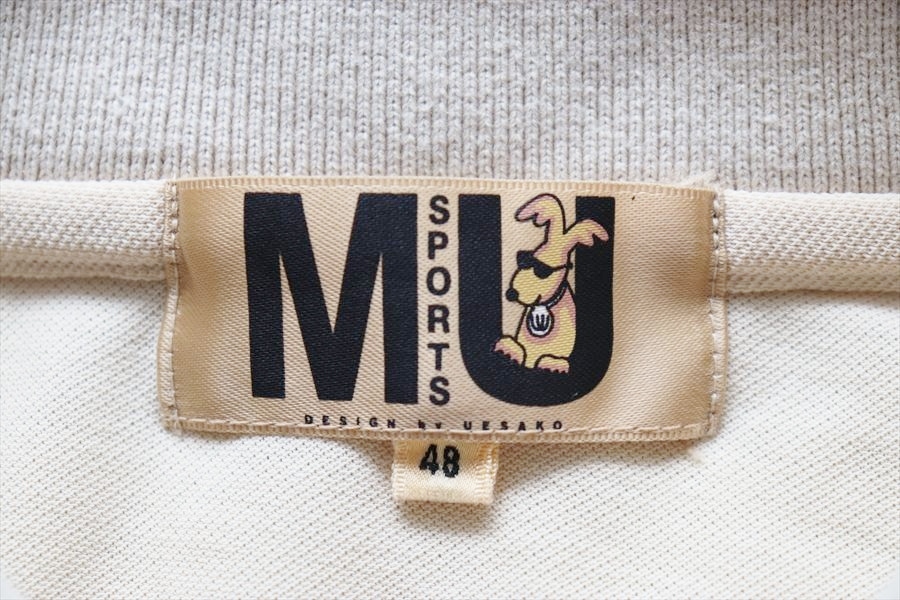 MU
SPORTS
DESIGN by UESAKO
48